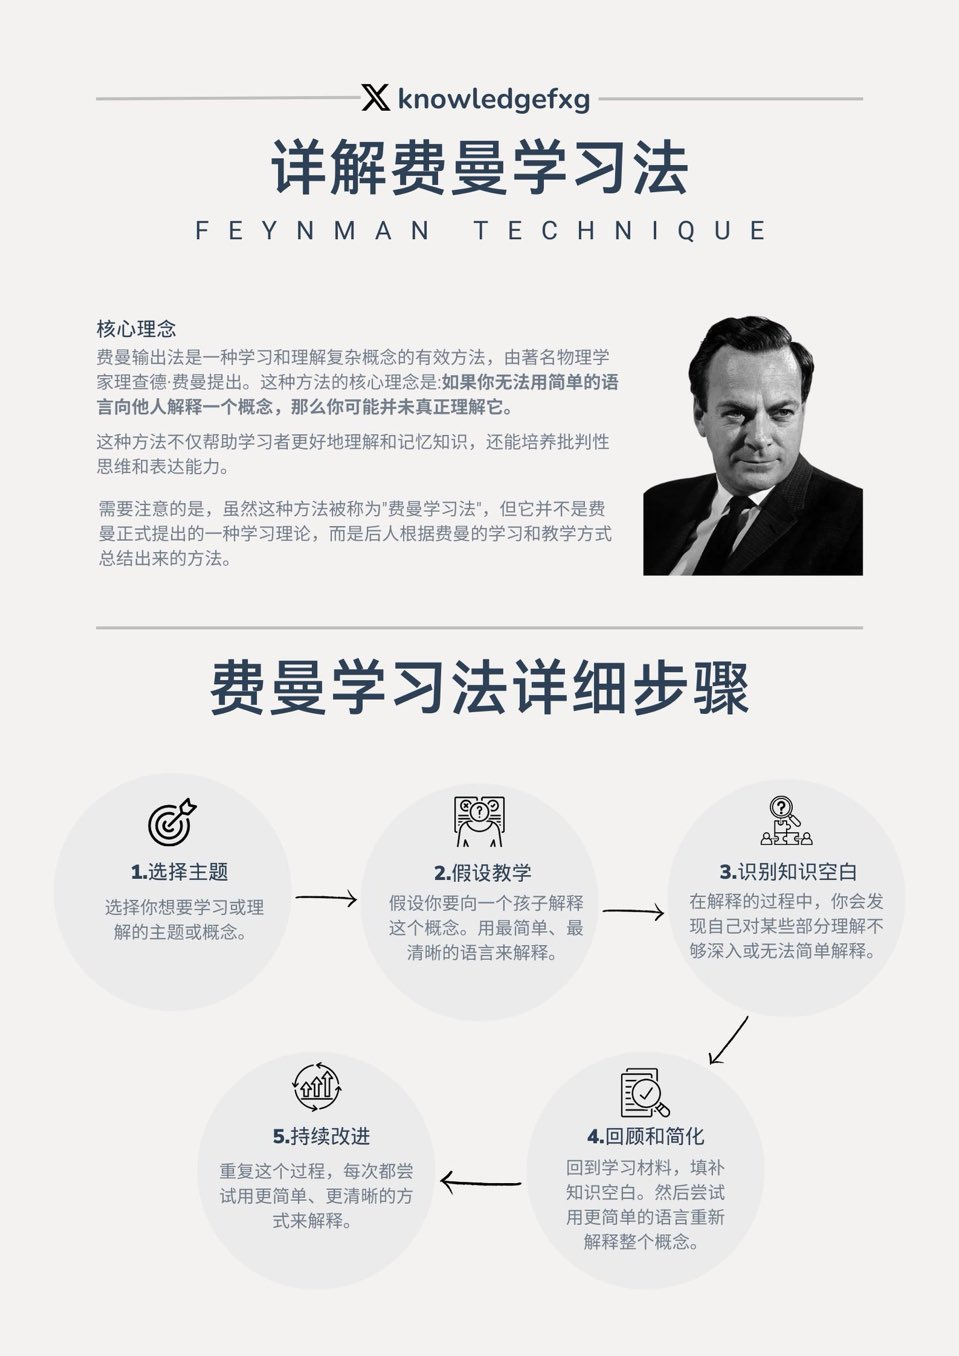 knowledgefxg
详解费曼学习法
FEYNMAN TECHNIQUE
核心理念
费曼输出法是一种学习和理解复杂概念的有效方法，由著名物理学
家理查德·费曼提出。这种方法的核心理念是:如果你无法用简单的语
言向他人解释一个概念，那么你可能并未真正理解它。
这种方法不仅帮助学习者更好地理解和记忆知识，还能培养批判性
思维和表达能力。
需要注意的是，虽然这种方法被称为"费曼学习法"，但它并不是费
曼正式提出的一种学习理论，而是后人根据费曼的学习和教学方式
总结出来的方法。
费曼学习法详细步骤
1.选择主题
选择你想要学习或理
解的主题或概念。
2.假设教学
假设你要向一个孩子解释
这个概念。用最简单、最
清晰的语言来解释。
3.识别知识空白
在解释的过程中，你会发
现自己对某些部分理解不
够深入或无法简单解释。
4.回顾和简化
回到学习材料，填补
知识空白。然后尝试
用更简单的语言重新
解释整个概念。
5.持续改进
重复这个过程，每次都尝
试用更简单、更清晰的方
式来解释。